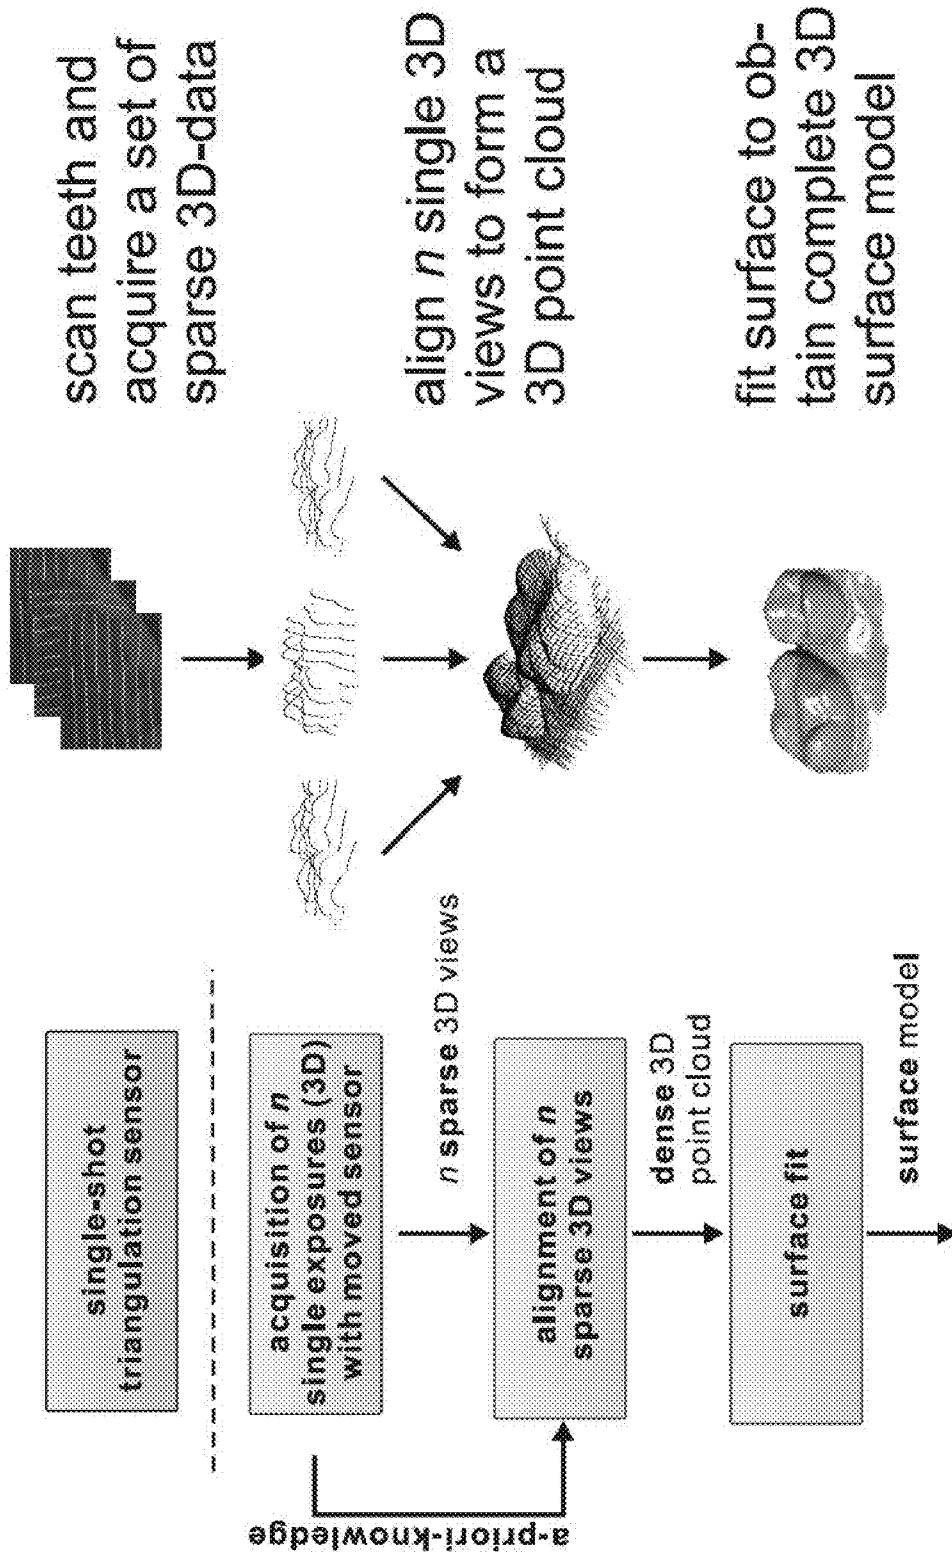 single-shot
triangulation sensor
acquisition of n
single exposures (3D)
with moved sensor
a-priori-knowledge
n sparse 3D views
alignment of n
sparse 3D views
dense 3D
point cloud
surface fit
surface model
scan teeth and
acquire a set of
sparse 3D-data
align n single 3D
views to form a
3D point cloud
fit surface to ob-
tain complete 3D
surface model